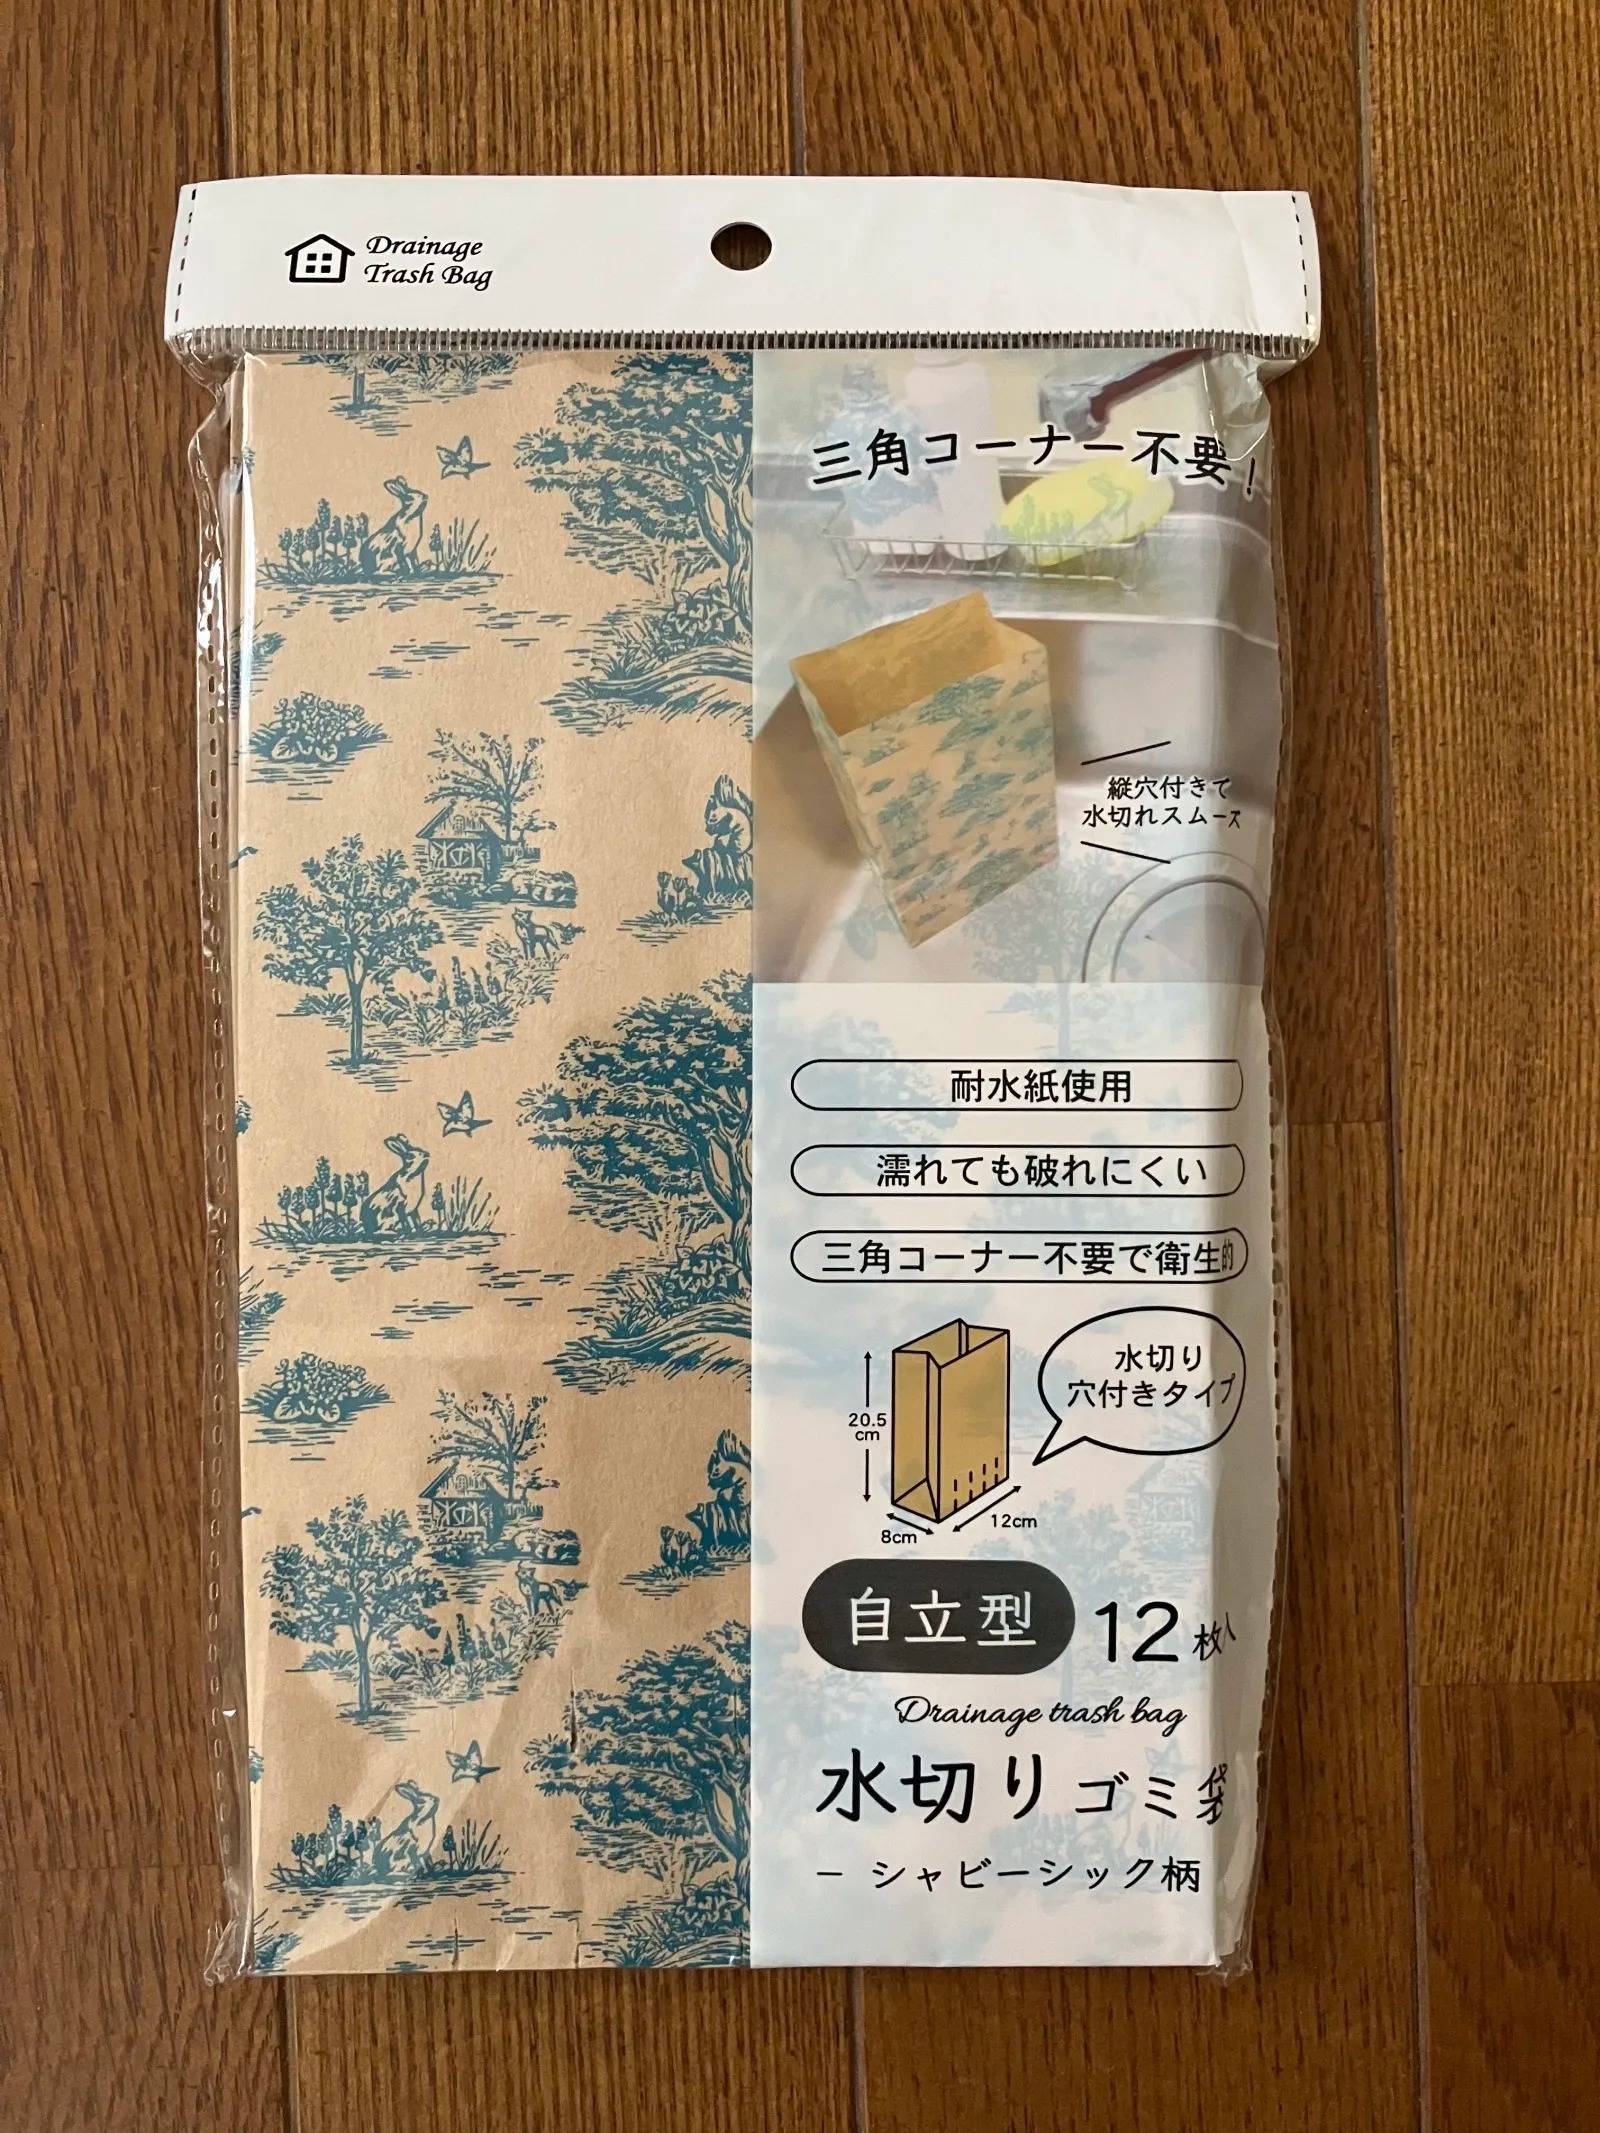 Drainage
Trash Bag
三角コーナー不要!
縦穴付きで
水切れスムーズ
耐水紙使用
濡れても破れにくい
三角コーナー不要で衛生的
水切り
穴付きタイプ
20.5
cm
8cm
12cm
自立型 12枚入
Drainage trash bag
水切りゴミ袋
― シャビーシック柄